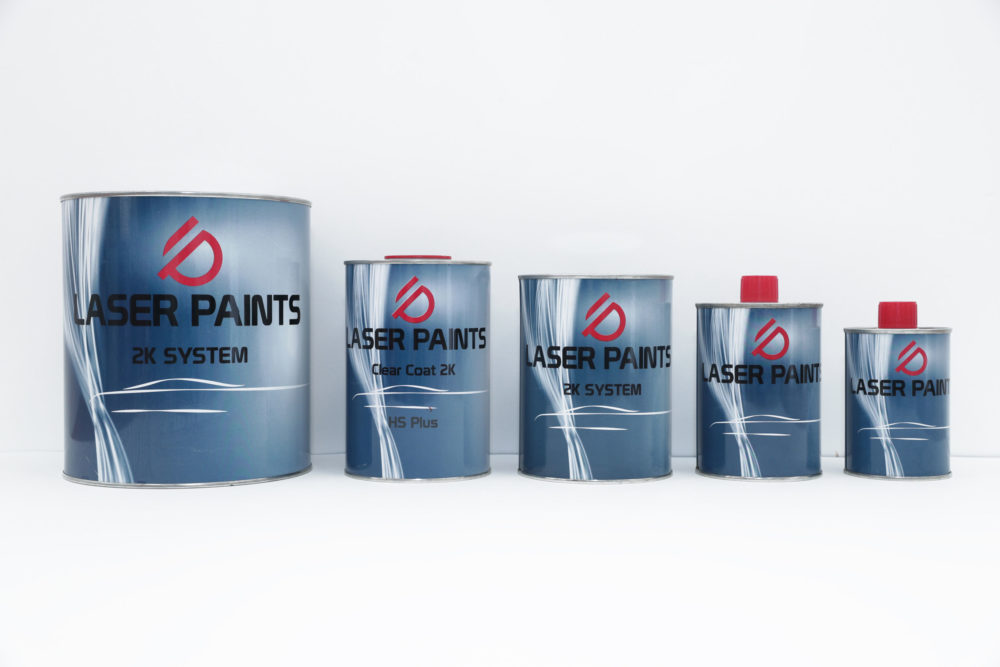 LASER PAINTS
2K SYSTEM
LASER PAINTS
Clear Coat 2K
HS Plus
LASER PAINTS
2K SYSTEM
LASER PAINTS
LASER PAINTS